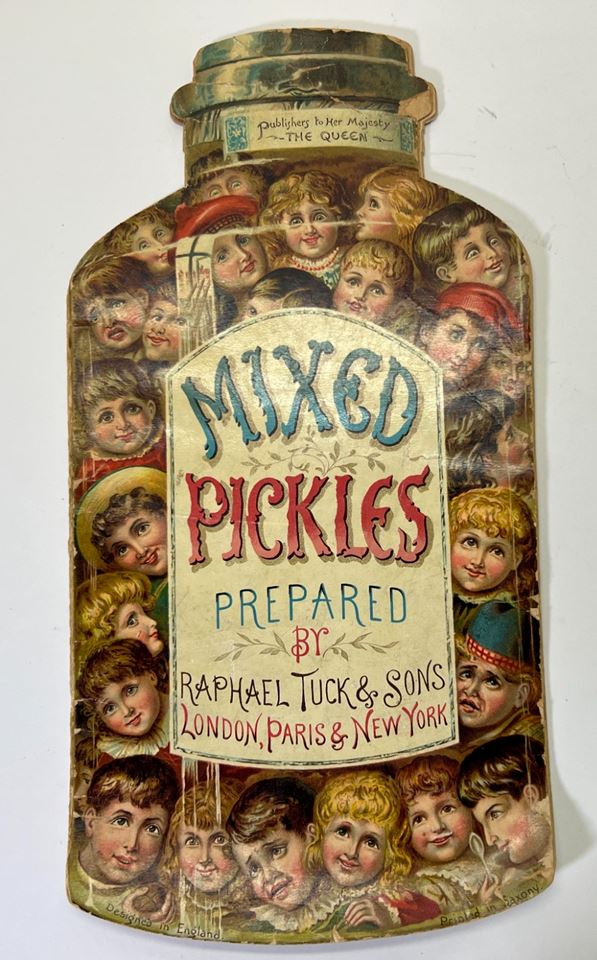 Publishers to Her Majesty
THE QUEEN
MIXED
PICKLES
PREPARED
BY
RAPHAEL TUCK & SONS
LONDON, PARIS & NEW YORK
Designed in England
Printed in Saxony